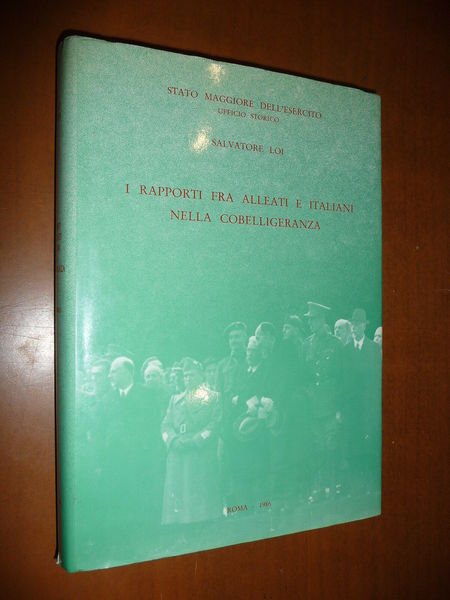 STATO MAGGIORE DELL'ESERCITO
UFFICIO STORICO
SALVATORE LOI
I RAPPORTI FRA ALLEATI E ITALIANI
NELLA COBELLIGERANZA
ROMA - 1986